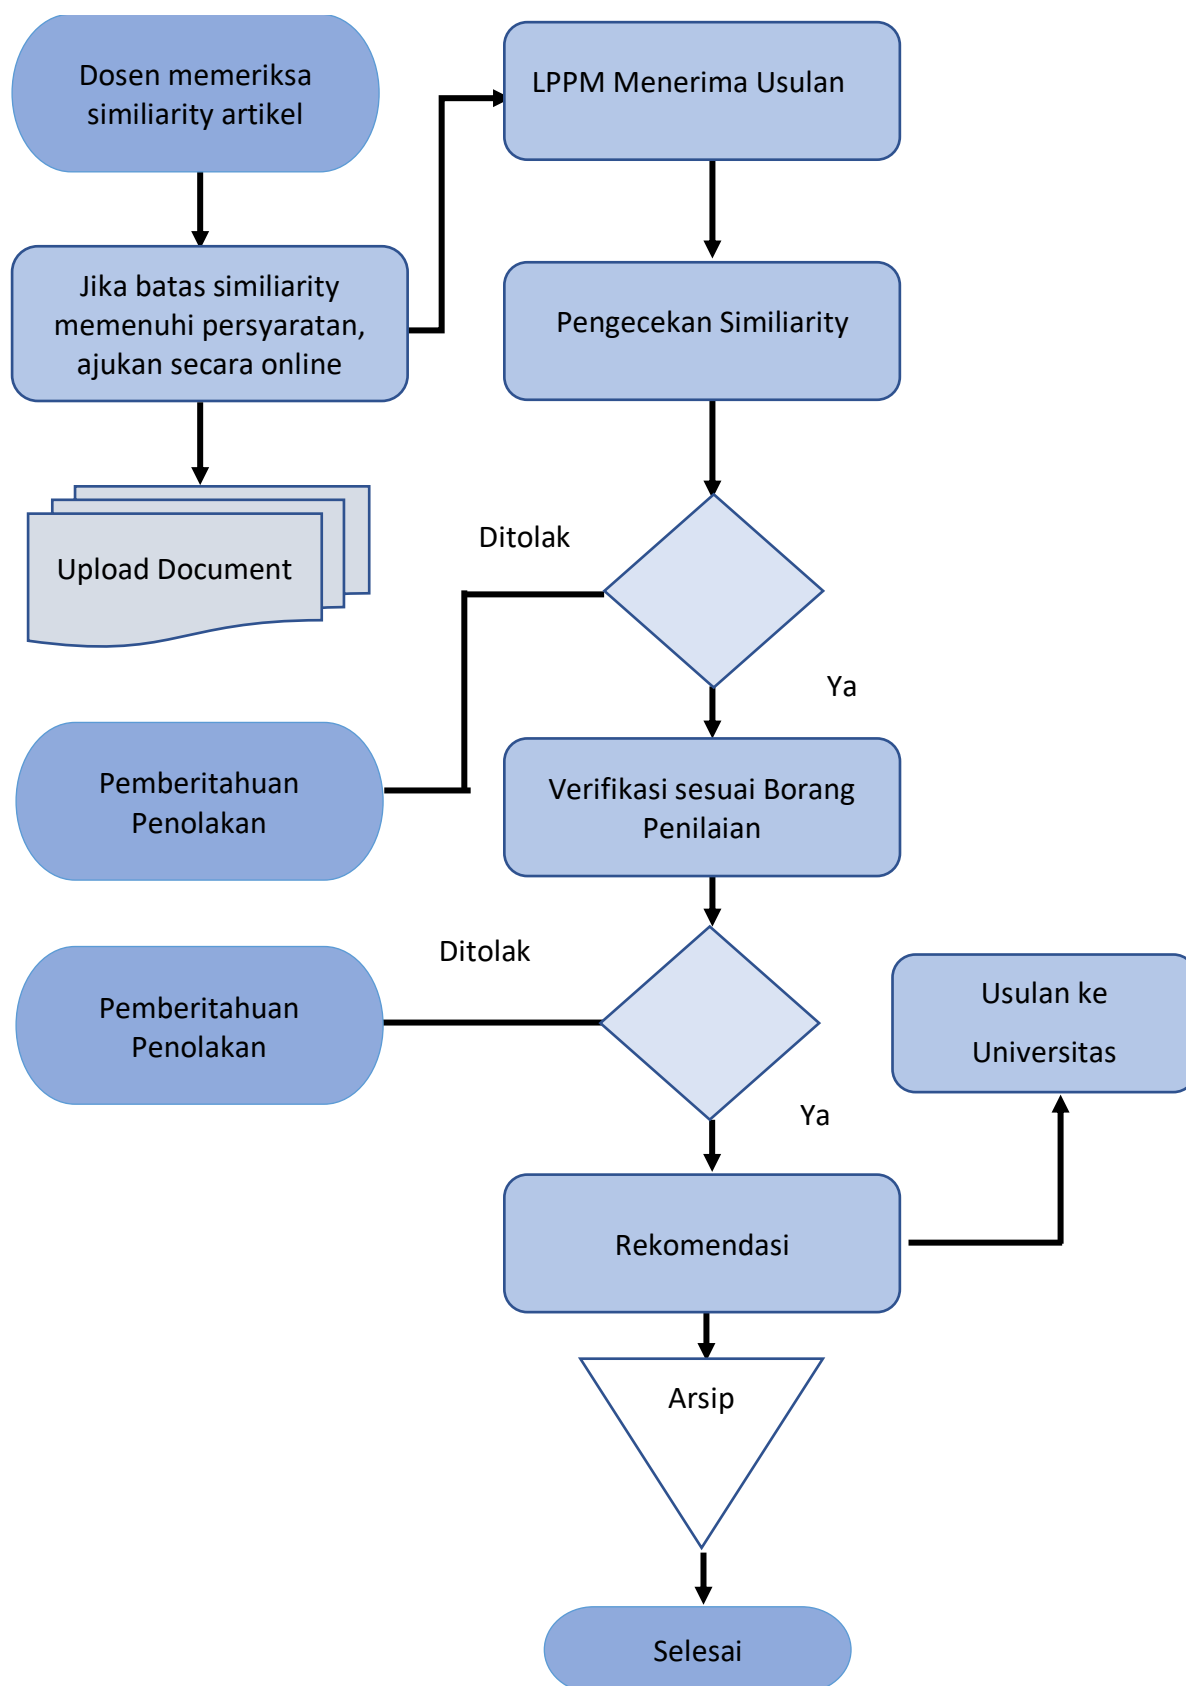 Dosen memeriksa
similiarity artikel
LPPM Menerima Usulan
Jika batas similiarity
memenuhi persyaratan,
ajukan secara online
Pengecekan Similiarity
Upload Document
Ditolak
Ya
Pemberitahuan
Penolakan
Verifikasi sesuai Borang
Penilaian
Ditolak
Pemberitahuan
Penolakan
Usulan ke
Universitas
Ya
Rekomendasi
Arsip
Selesai